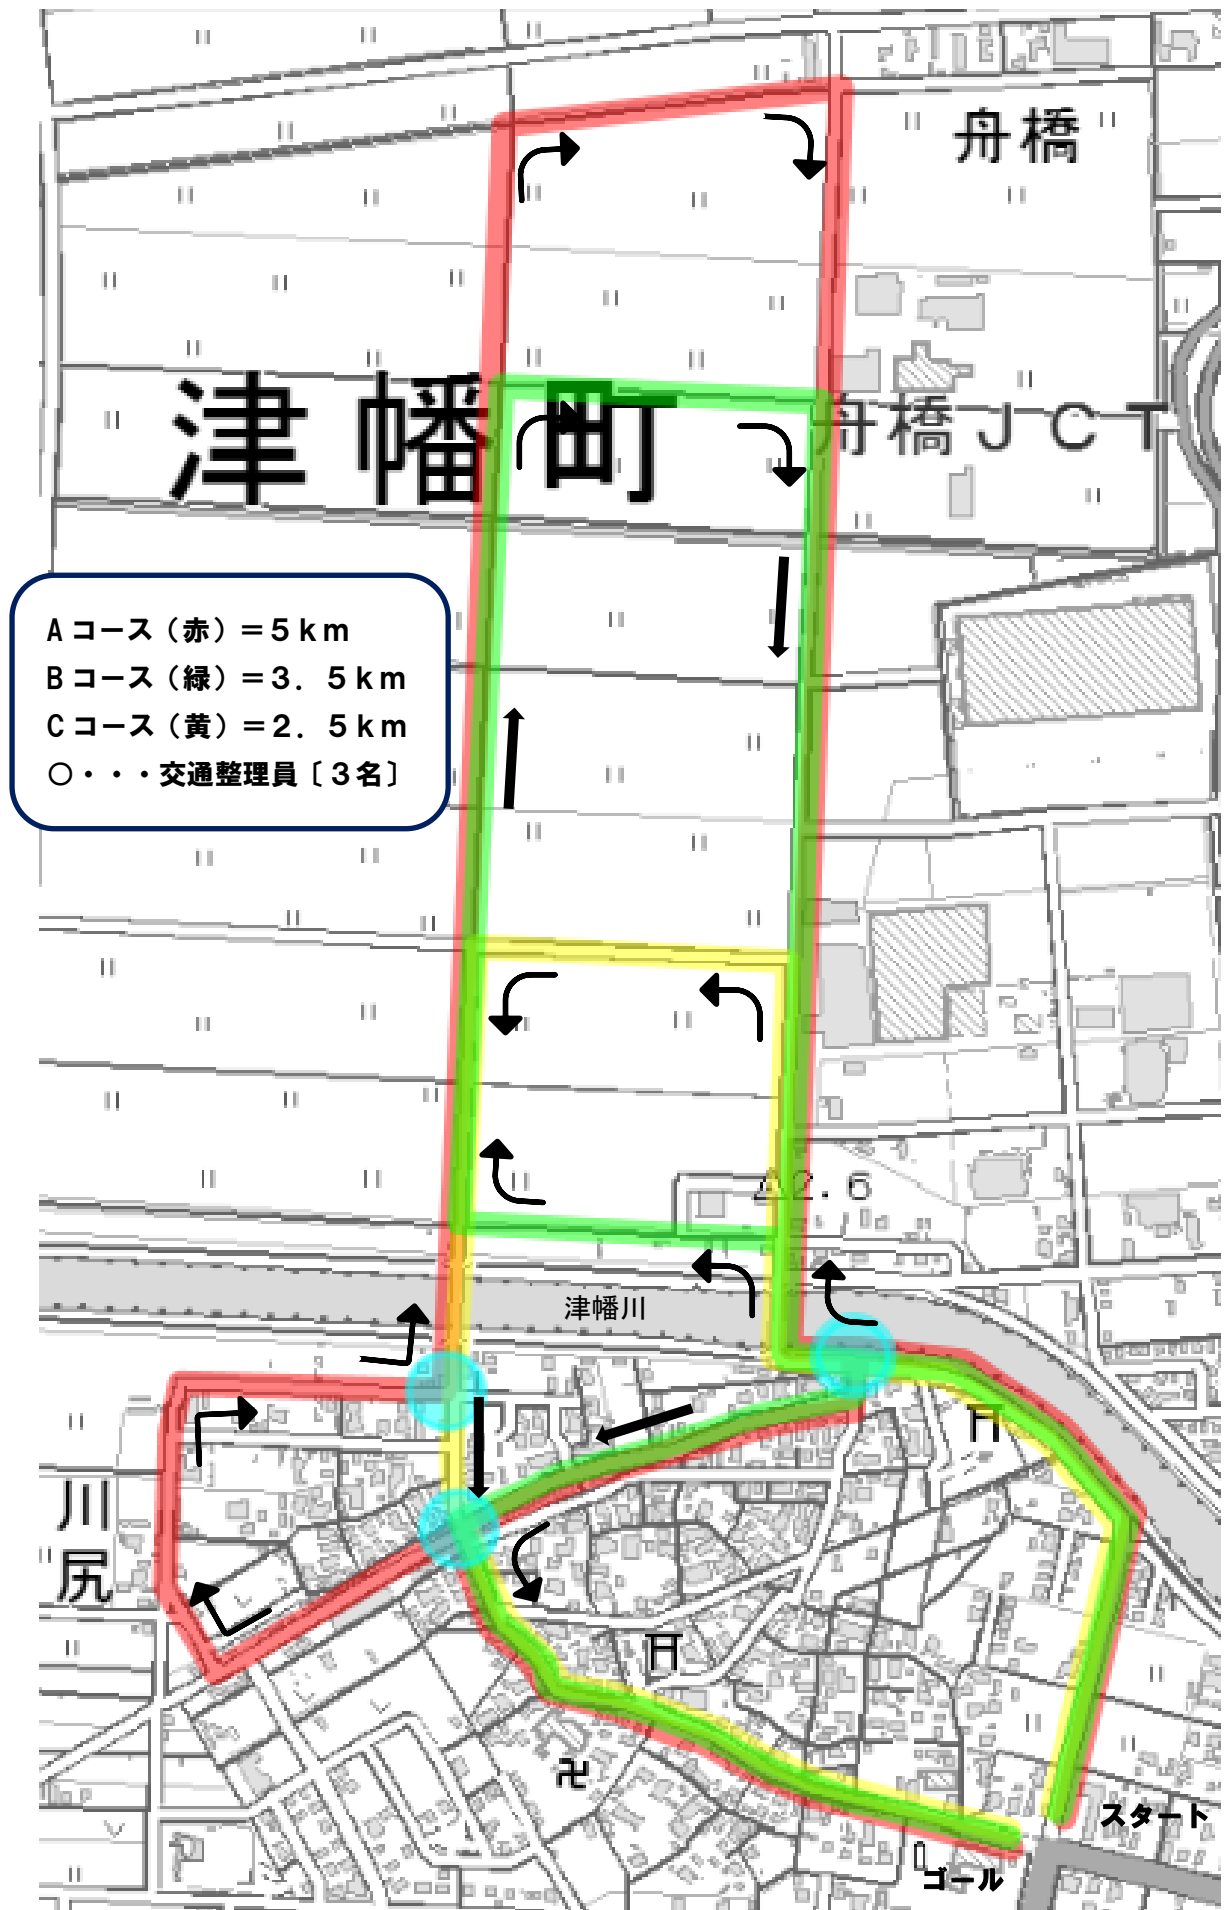 舟橋
津幡町
舟橋ＪＣＴ
Aコース（赤）＝５ｋｍ
Bコース（緑）＝３．５ｋｍ
Cコース（黄）＝２．５ｋｍ
○・・・交通整理員〔３名〕
2.6
津幡川
川尻
スタート
ゴール